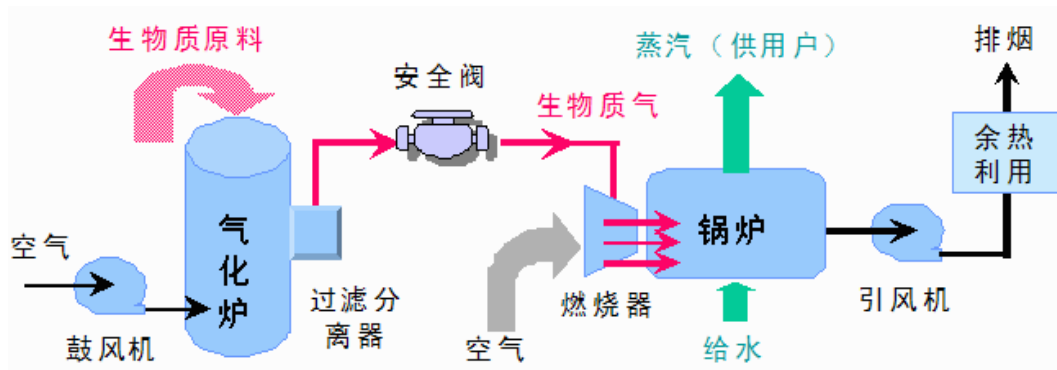 生物质原料
蒸汽（供用户）
排烟
安全阀
生物质气
余热
利用
空气
气
化
炉
锅炉
过滤分
离器
燃烧器
引风机
鼓风机
空气
给水